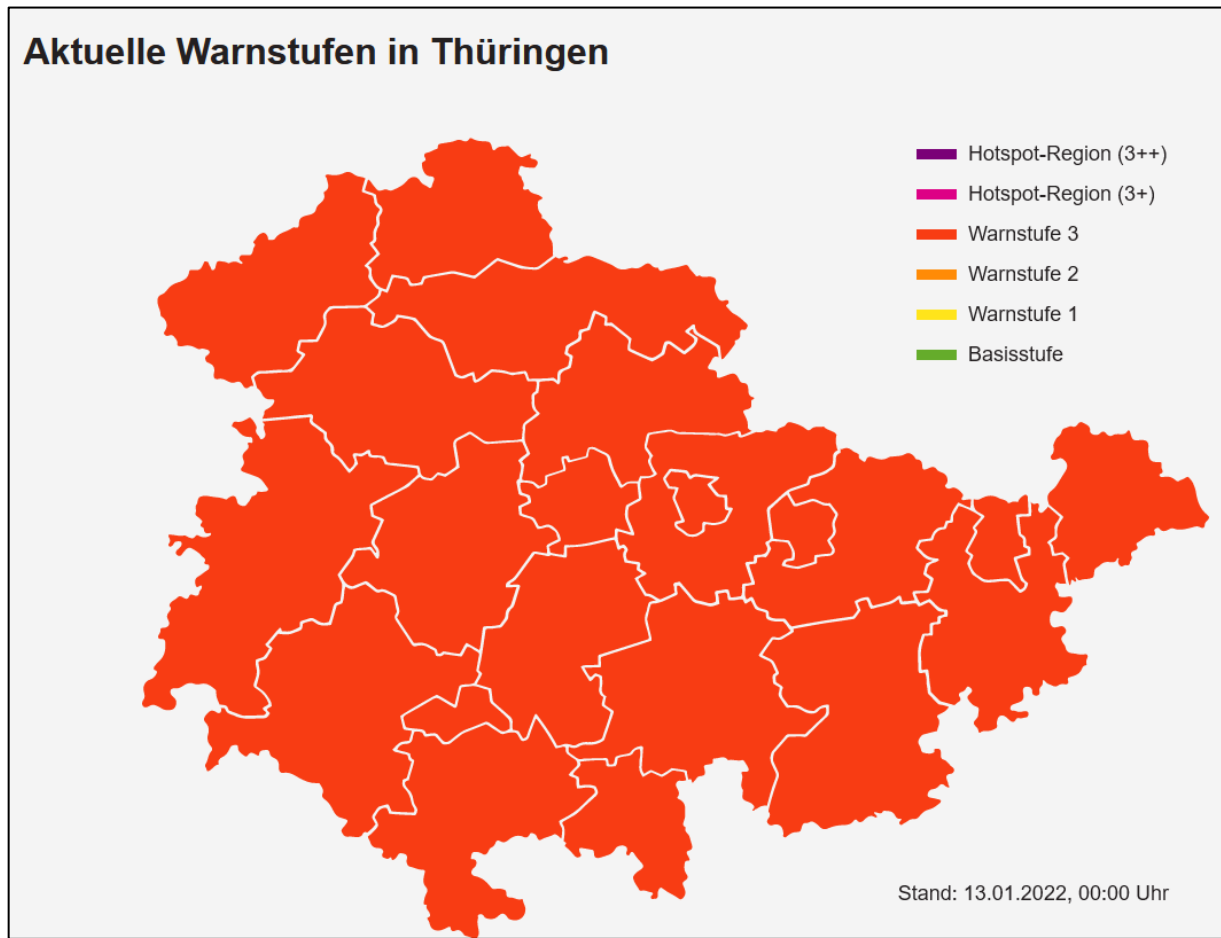 Aktuelle Warnstufen in Thüringen
Hotspot-Region (3++)
Hotspot-Region (3+)
Warnstufe 3
Warnstufe 2
Warnstufe 1
Basisstufe
Stand: 13.01.2022, 00:00 Uhr